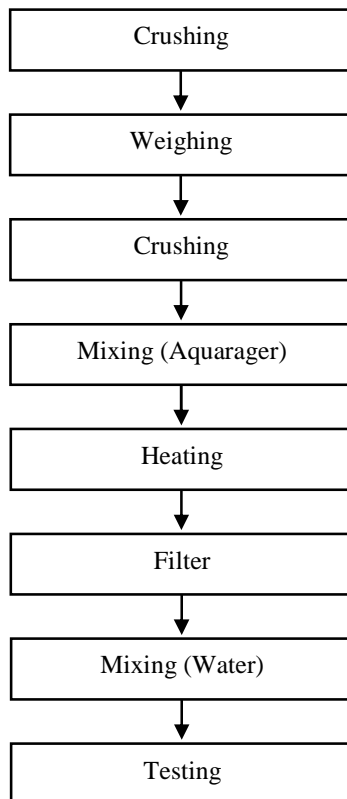 Crushing
Weighing
Crushing
Mixing (Aquarager)
Heating
Filter
Mixing (Water)
Testing